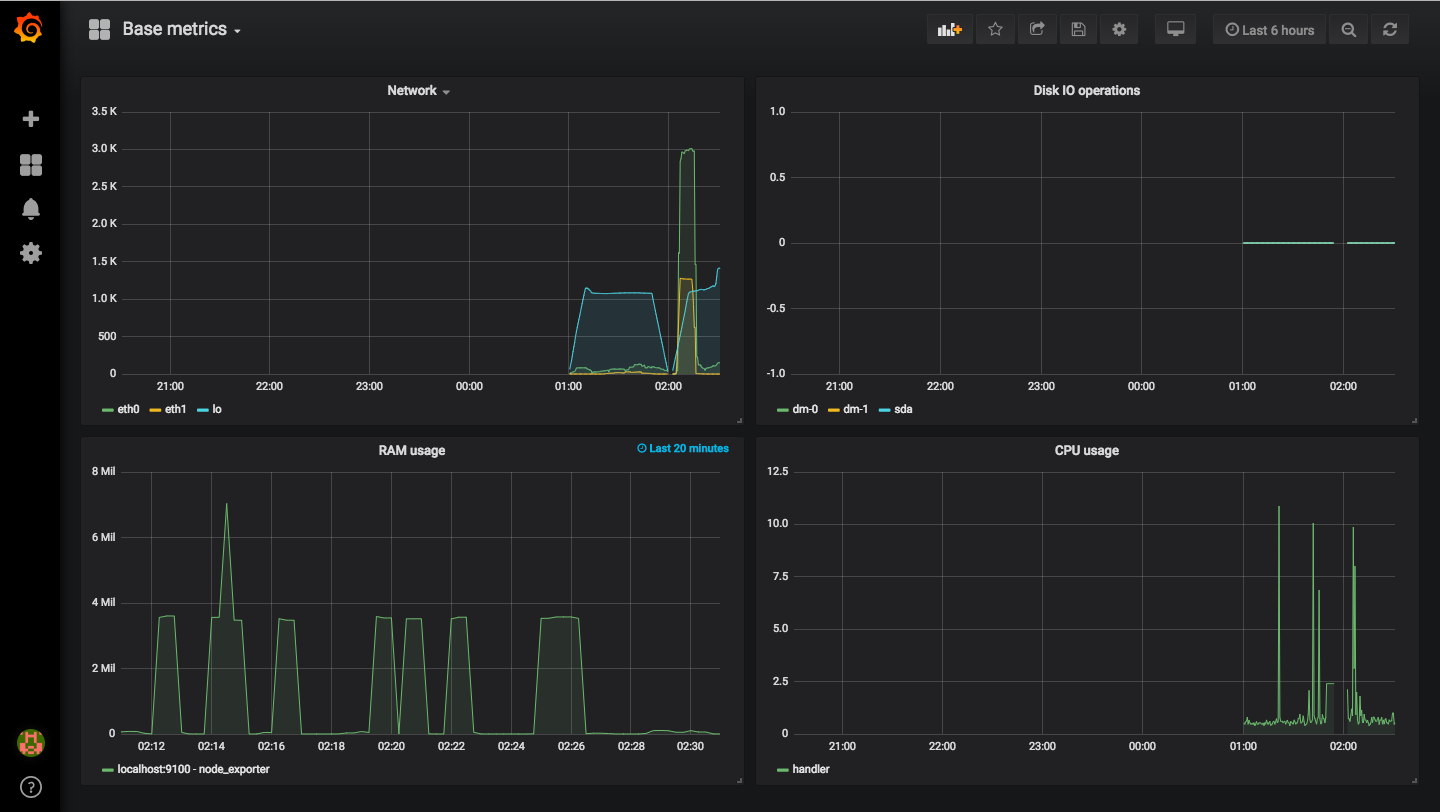 Base metrics
Last 6 hours
Network
3.5 K
3.0 K
2.5 K
2.0 K
1.5 K
1.0 K
500
0
21:00 22:00 23:00 00:00 01:00 02:00
eth0 eth1 lo
Disk IO operations
1.0
0.5
0
-0.5
-1.0
21:00 22:00 23:00 00:00 01:00 02:00
dm-0 dm-1 sda
RAM usage
Last 20 minutes
8 Mil
6 Mil
4 Mil
2 Mil
0
02:12 02:14 02:16 02:18 02:20 02:22 02:24 02:26 02:28 02:30
localhost:9100 - node_exporter
CPU usage
12.5
10.0
7.5
5.0
2.5
0
21:00 22:00 23:00 00:00 01:00 02:00
handler
?